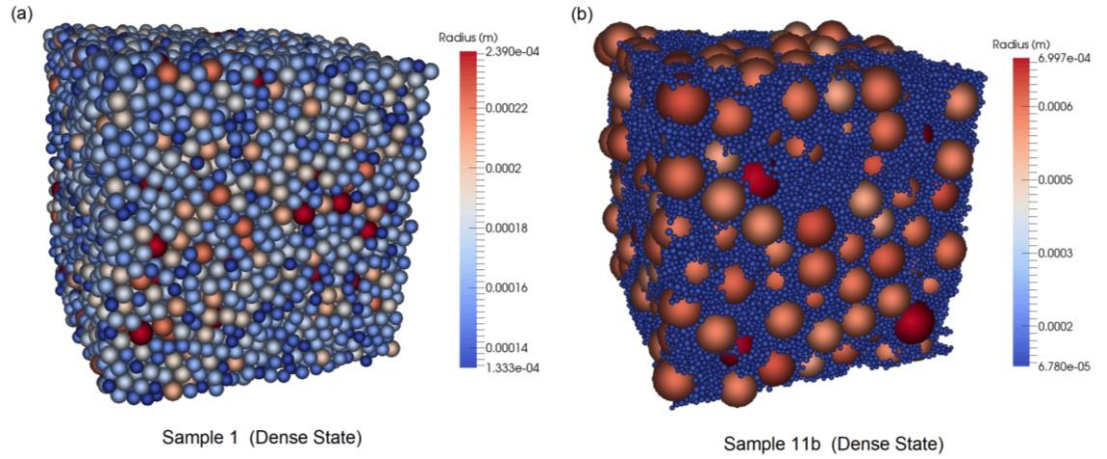 (a)
Radius (m)
2.390e-04
0.00022
0.0002
0.00018
0.00016
0.00014
1.333e-04
Sample 1 (Dense State)
(b)
Radius (m)
6.997e-04
0.0006
0.0005
0.0003
0.0002
6.780e-05
Sample 11b (Dense State)